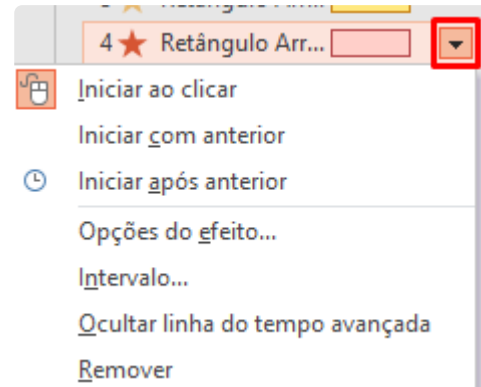 4 Retângulo Arr...
Iniciar ao clicar
Iniciar com anterior
Iniciar após anterior
Opções do efeito...
Intervalo...
Ocultar linha do tempo avançada
Remover